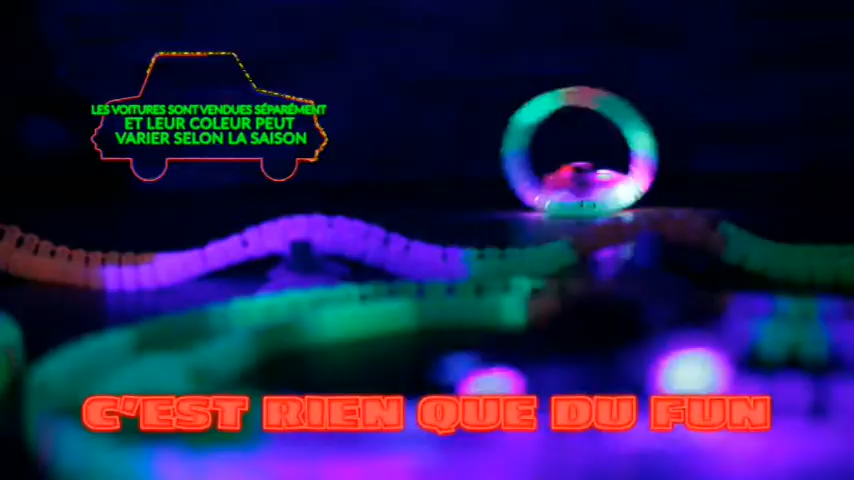 LES VOITURES SONT VENDUES SÉPARÉMENT
ET LEUR COLEUR PEUT
VARIER SELON LA SAISON
C'EST RIEN QUE DU FUN